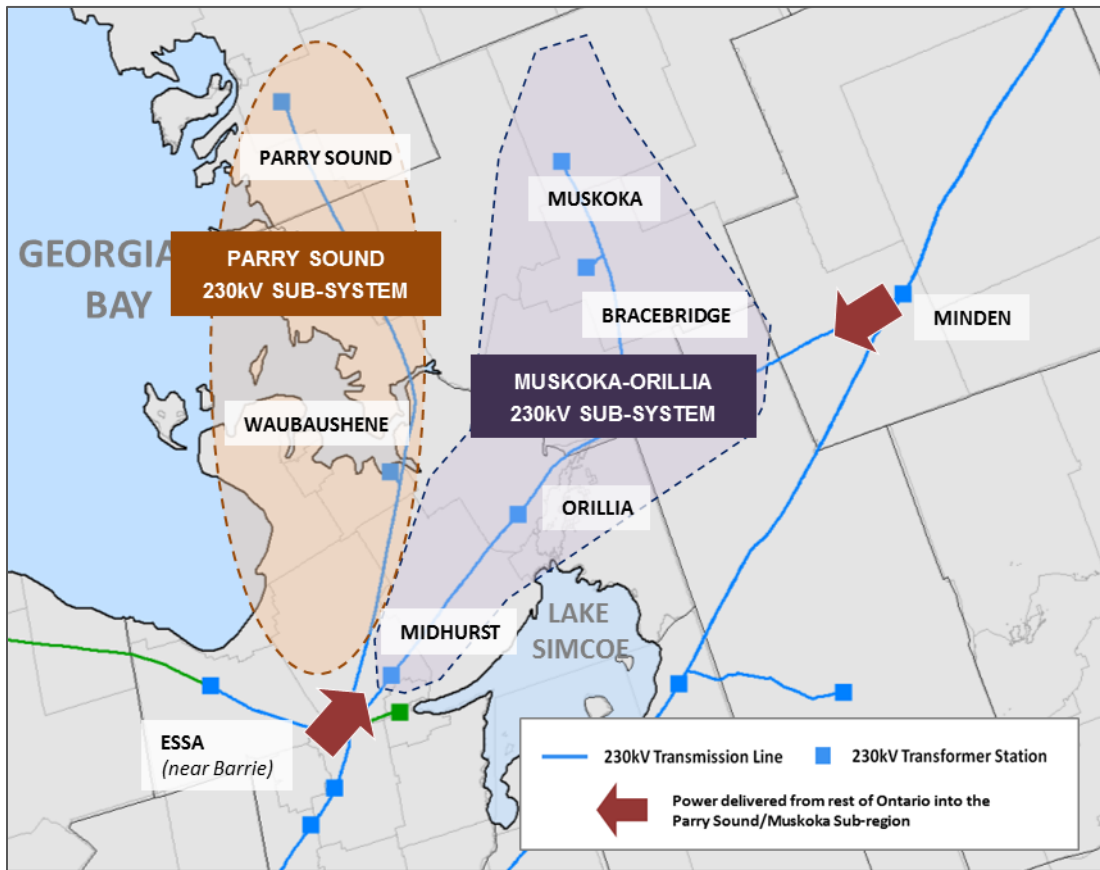 PARRY SOUND
MUSKOKA
GEORGIA
BAY
PARRY SOUND
230kV SUB-SYSTEM
BRACEBRIDGE
MINDEN
MUSKOKA-ORILLIA
230kV SUB-SYSTEM
WAUBAUSHENE
ORILLIA
MIDHURST
LAKE
SIMCOE
ESSA
(near Barrie)
230kV Transmission Line
230kV Transformer Station
Power delivered from rest of Ontario into the
Parry Sound/Muskoka Sub-region